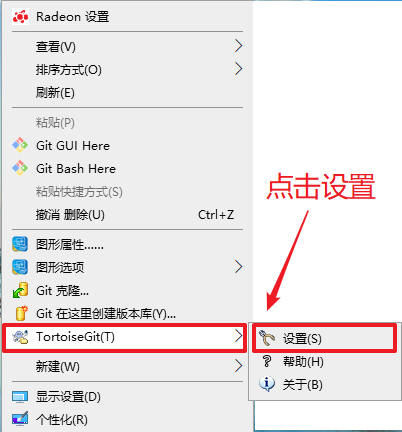 Radeon 设置
查看(V)
排序方式(O)
刷新(E)
粘贴(P)
Git GUI Here
Git Bash Here
粘贴快捷方式(S)
撤消 删除(U) Ctrl+Z
图形属性......
图形选项
Git 克隆...
Git 在这里创建版本库(Y)...
TortoiseGit(T)
新建(W)
显示设置(D)
个性化(R)
点击设置
设置(S)
帮助(H)
关于(B)